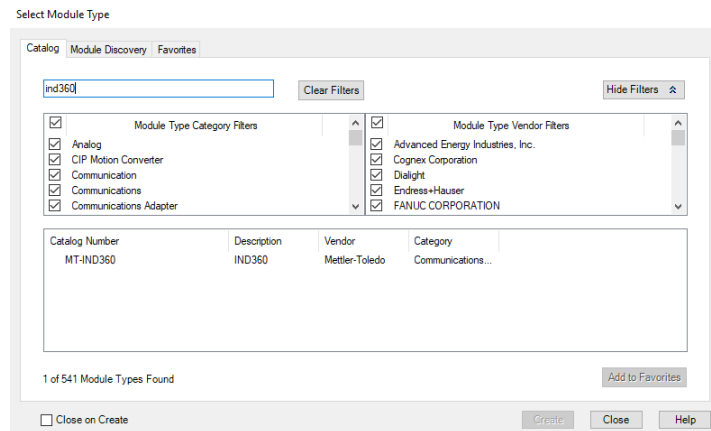 Select Module Type
Catalog Module Discovery Favorites
ind360 Clear Filters Hide Filters
Module Type Category Filters Module Type Vendor Filters
Analog Advanced Energy Industries, Inc.
CIP Motion Converter Cognex Corporation
Communication Dialight
Communications Endress+Hauser
Communications Adapter FANUC CORPORATION
Catalog Number Description Vendor Category
MT-IND360 IND360 Mettler-Toledo Communications...
1 of 541 Module Types Found Add to Favorites
Close on Create Create Close Help